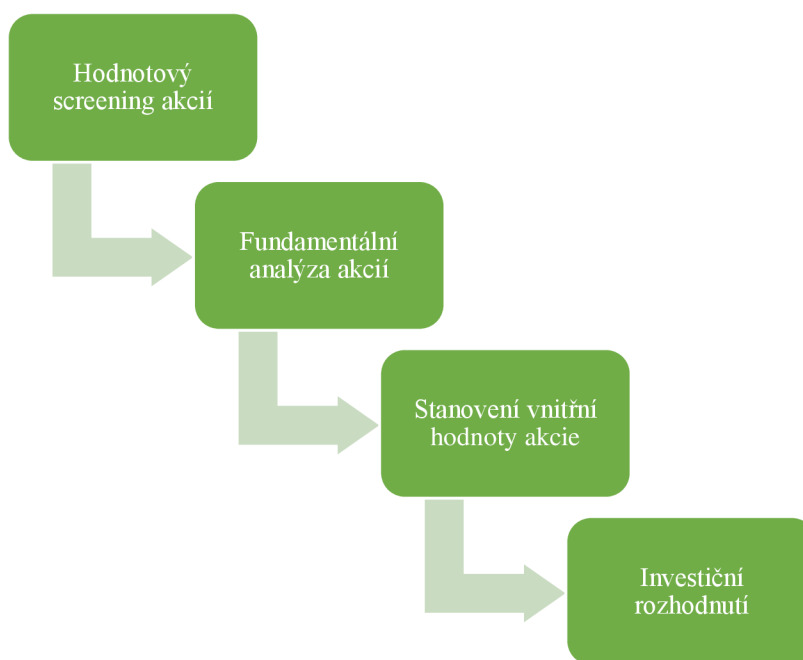 Hodnotový
screening akcií
Fundamentální
analýza akcií
Stanovení vnitřní
hodnoty akcie
Investiční
rozhodnutí